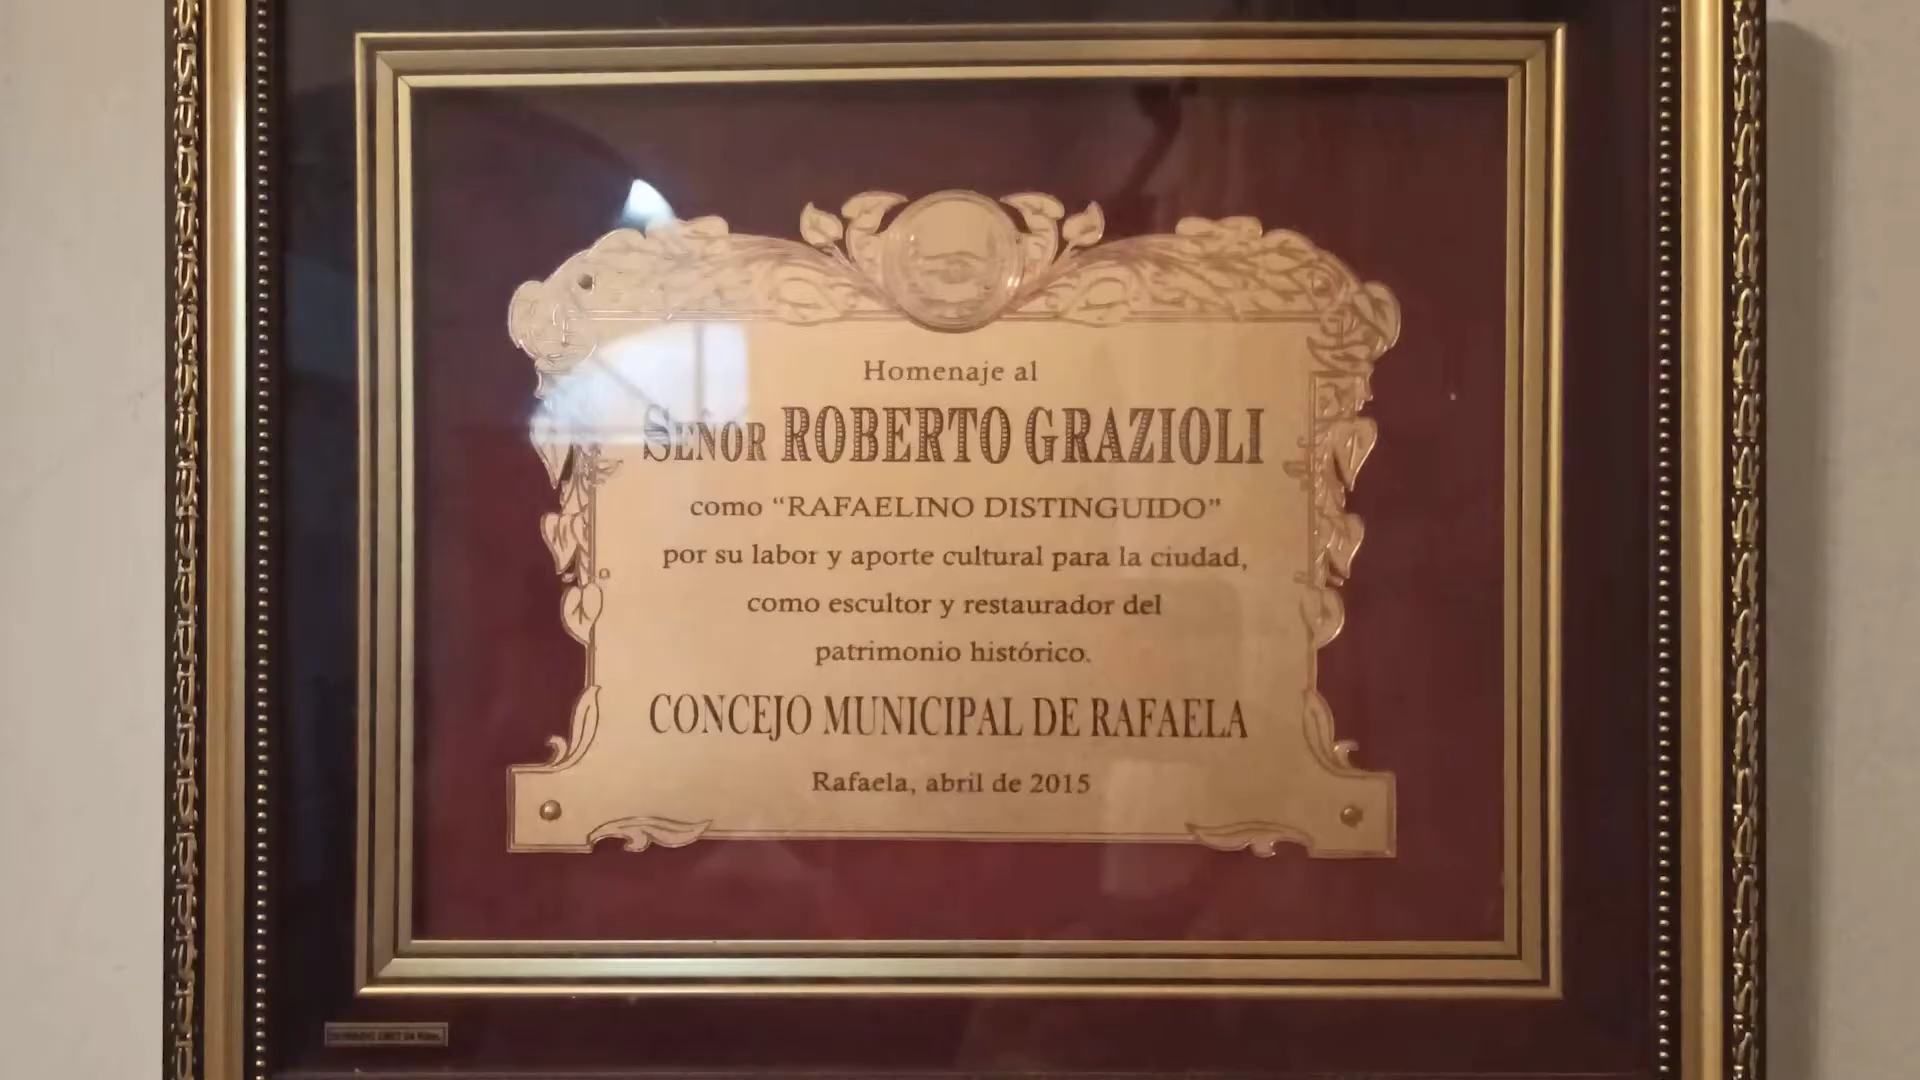 Homenaje al
SEÑOR ROBERTO GRAZIOLI
como “RAFAELINO DISTINGUIDO”
por su labor y aporte cultural para la ciudad,
como escultor y restaurador del
patrimonio histórico.
CONCEJO MUNICIPAL DE RAFAELA
Rafaela, abril de 2015